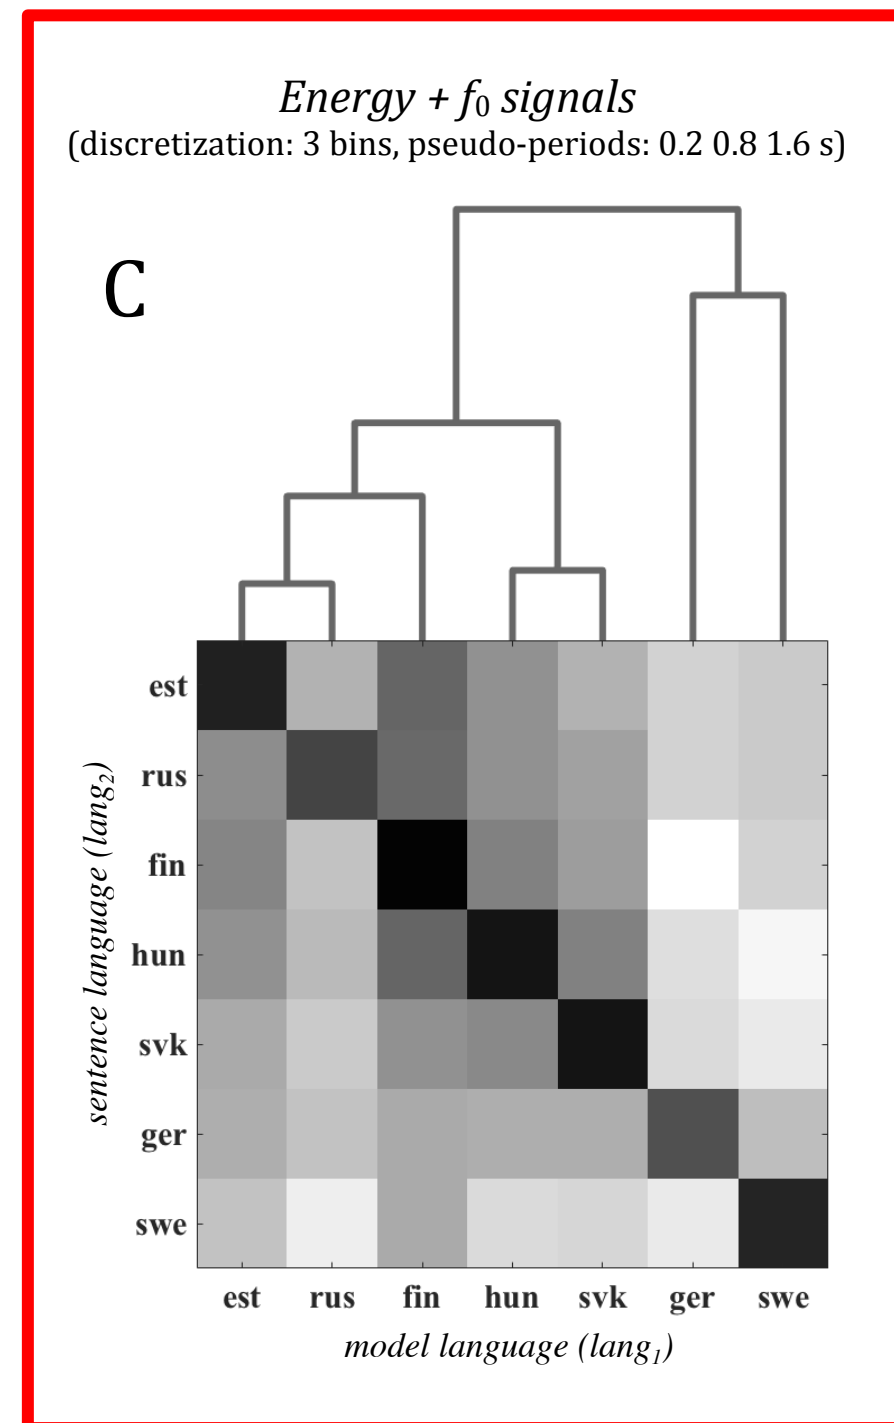 Energy + f₀ signals
(discretization: 3 bins, pseudo-periods: 0.2 0.8 1.6 s)
C
sentence language (lang₂)
est
rus
fin
hun
svk
ger
swe
est rus fin hun svk ger swe
model language (lang₁)